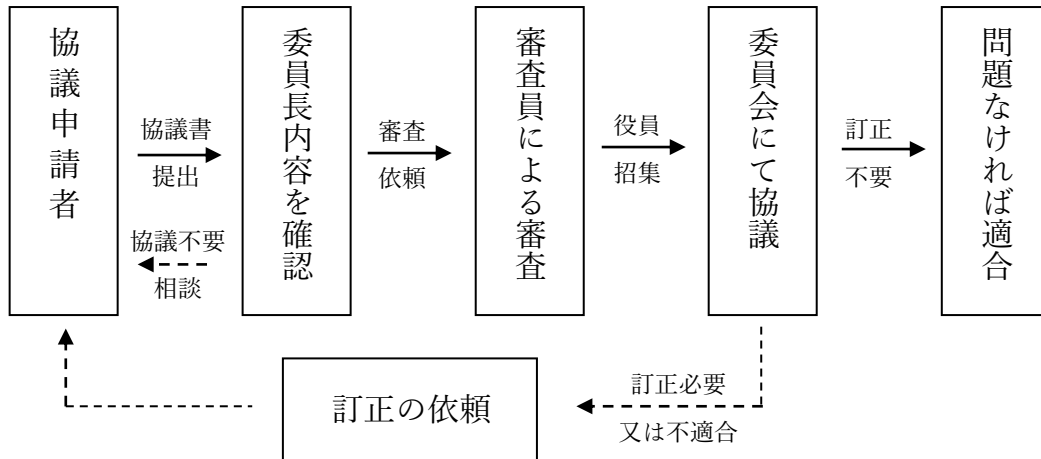 協議申請者
協議書
提出
協議不要
相談
委員長内容を確認
審査
依頼
審査員による審査
役員
招集
委員会にて協議
訂正
不要
問題なければ適合
訂正必要
又は不適合
訂正の依頼